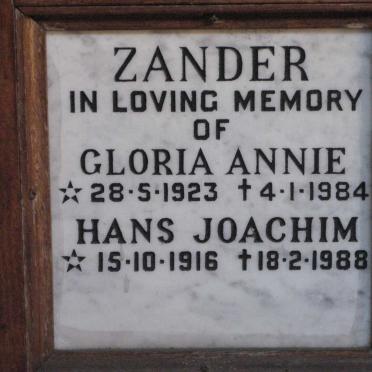 ZANDER
IN LOVING MEMORY
OF
GLORIA ANNIE
☆ 28·5·1923 †4·1·1984
HANS JOACHIM
☆ 15·10·1916 †18·2·1988